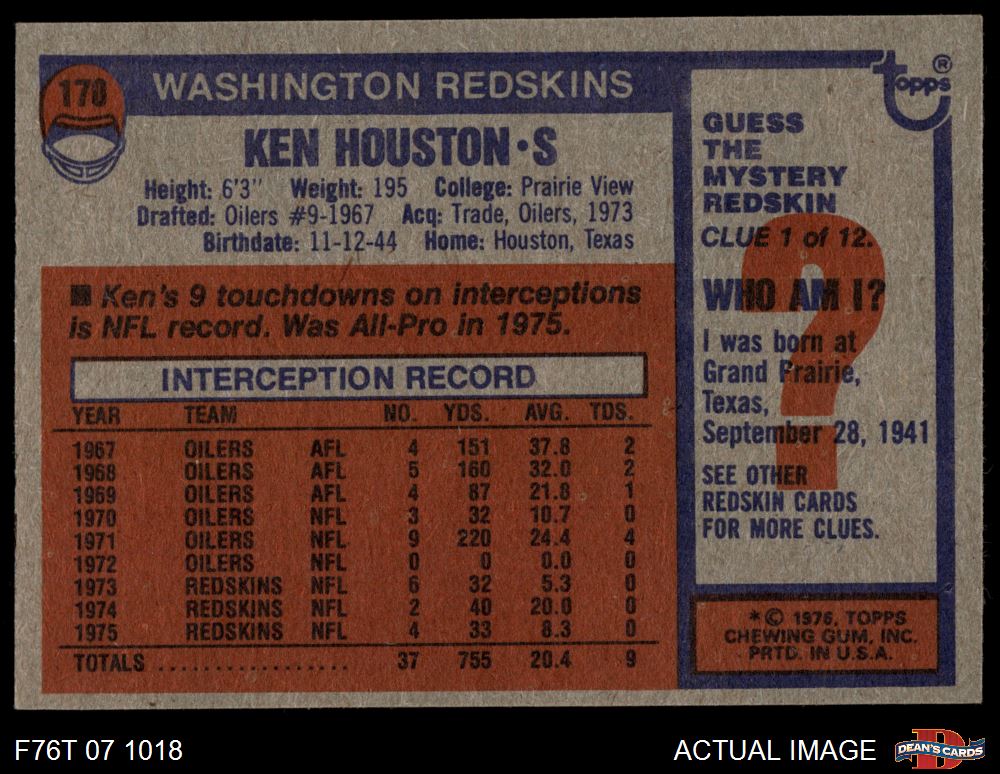 170
WASHINGTON REDSKINS
KEN HOUSTON • S
Height: 6'3" Weight: 195 College: Prairie View
Drafted: Oilers #9-1967 Acq: Trade, Oilers, 1973
Birthdate: 11-12-44 Home: Houston, Texas
■ Ken's 9 touchdowns on interceptions
is NFL record. Was All-Pro in 1975.
INTERCEPTION RECORD
YEAR TEAM NO. YDS. AVG. TDS.
1967 OILERS AFL 4 151 37.8 2
1968 OILERS AFL 5 160 32.0 2
1969 OILERS AFL 4 87 21.8 1
1970 OILERS NFL 3 32 10.7 0
1971 OILERS NFL 9 220 24.4 4
1972 OILERS NFL 0 0 0.0 0
1973 REDSKINS NFL 6 32 5.3 0
1974 REDSKINS NFL 2 40 20.0 0
1975 REDSKINS NFL 4 33 8.3 0
TOTALS .................. 37 755 20.4 9
topps ®
GUESS
THE
MYSTERY
REDSKIN
CLUE 1 of 12.
WHO AM I?
?
I was born at
Grand Prairie,
Texas,
September 28, 1941
SEE OTHER
REDSKIN CARDS
FOR MORE CLUES.
*© 1976, TOPPS
CHEWING GUM, INC.
PRTD. IN U.S.A.
F76T 07 1018
ACTUAL IMAGE
D
DEAN'S CARDS